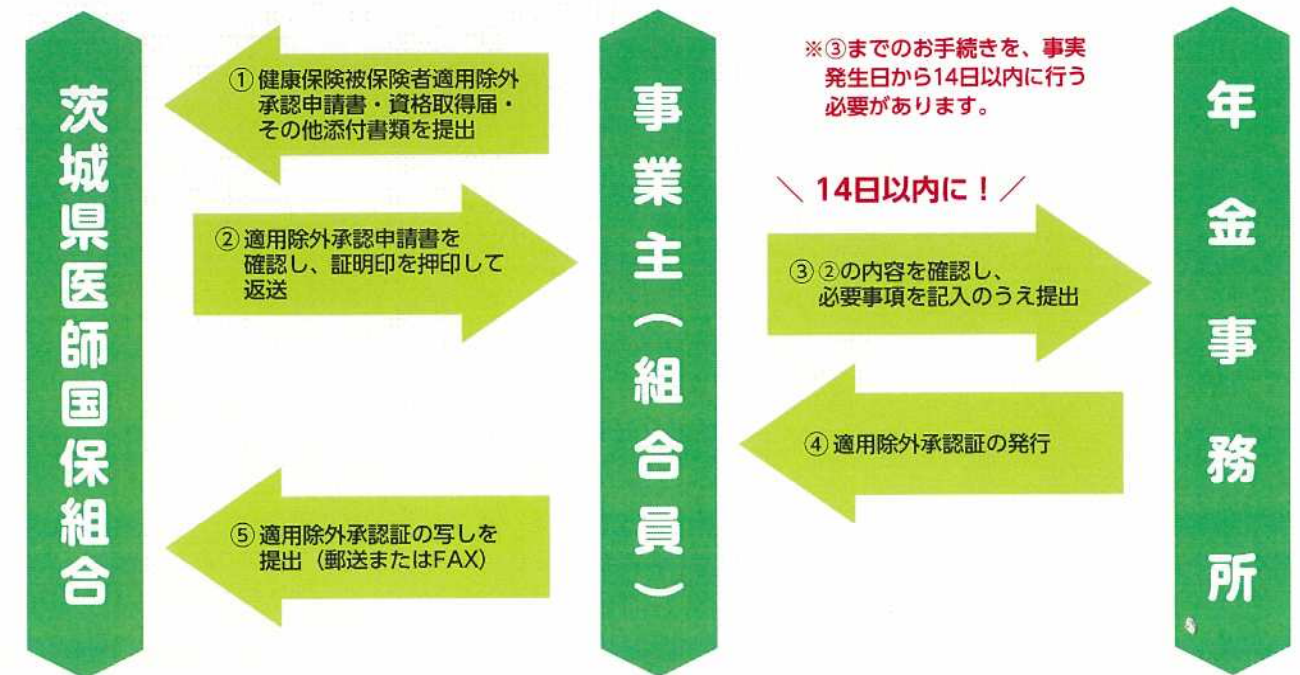 茨城県医師国保組合
① 健康保険被保険者適用除外
承認申請書・資格取得届・
その他添付書類を提出
② 適用除外承認申請書を
確認し、証明印を押印して
返送
⑤ 適用除外承認証の写しを
提出（郵送またはFAX）
事業主（組合員）
※③までのお手続きを、事実
発生日から14日以内に行う
必要があります。
＼ 14日以内に！ ／
③ ②の内容を確認し、
必要事項を記入のうえ提出
④ 適用除外承認証の発行
年金事務所